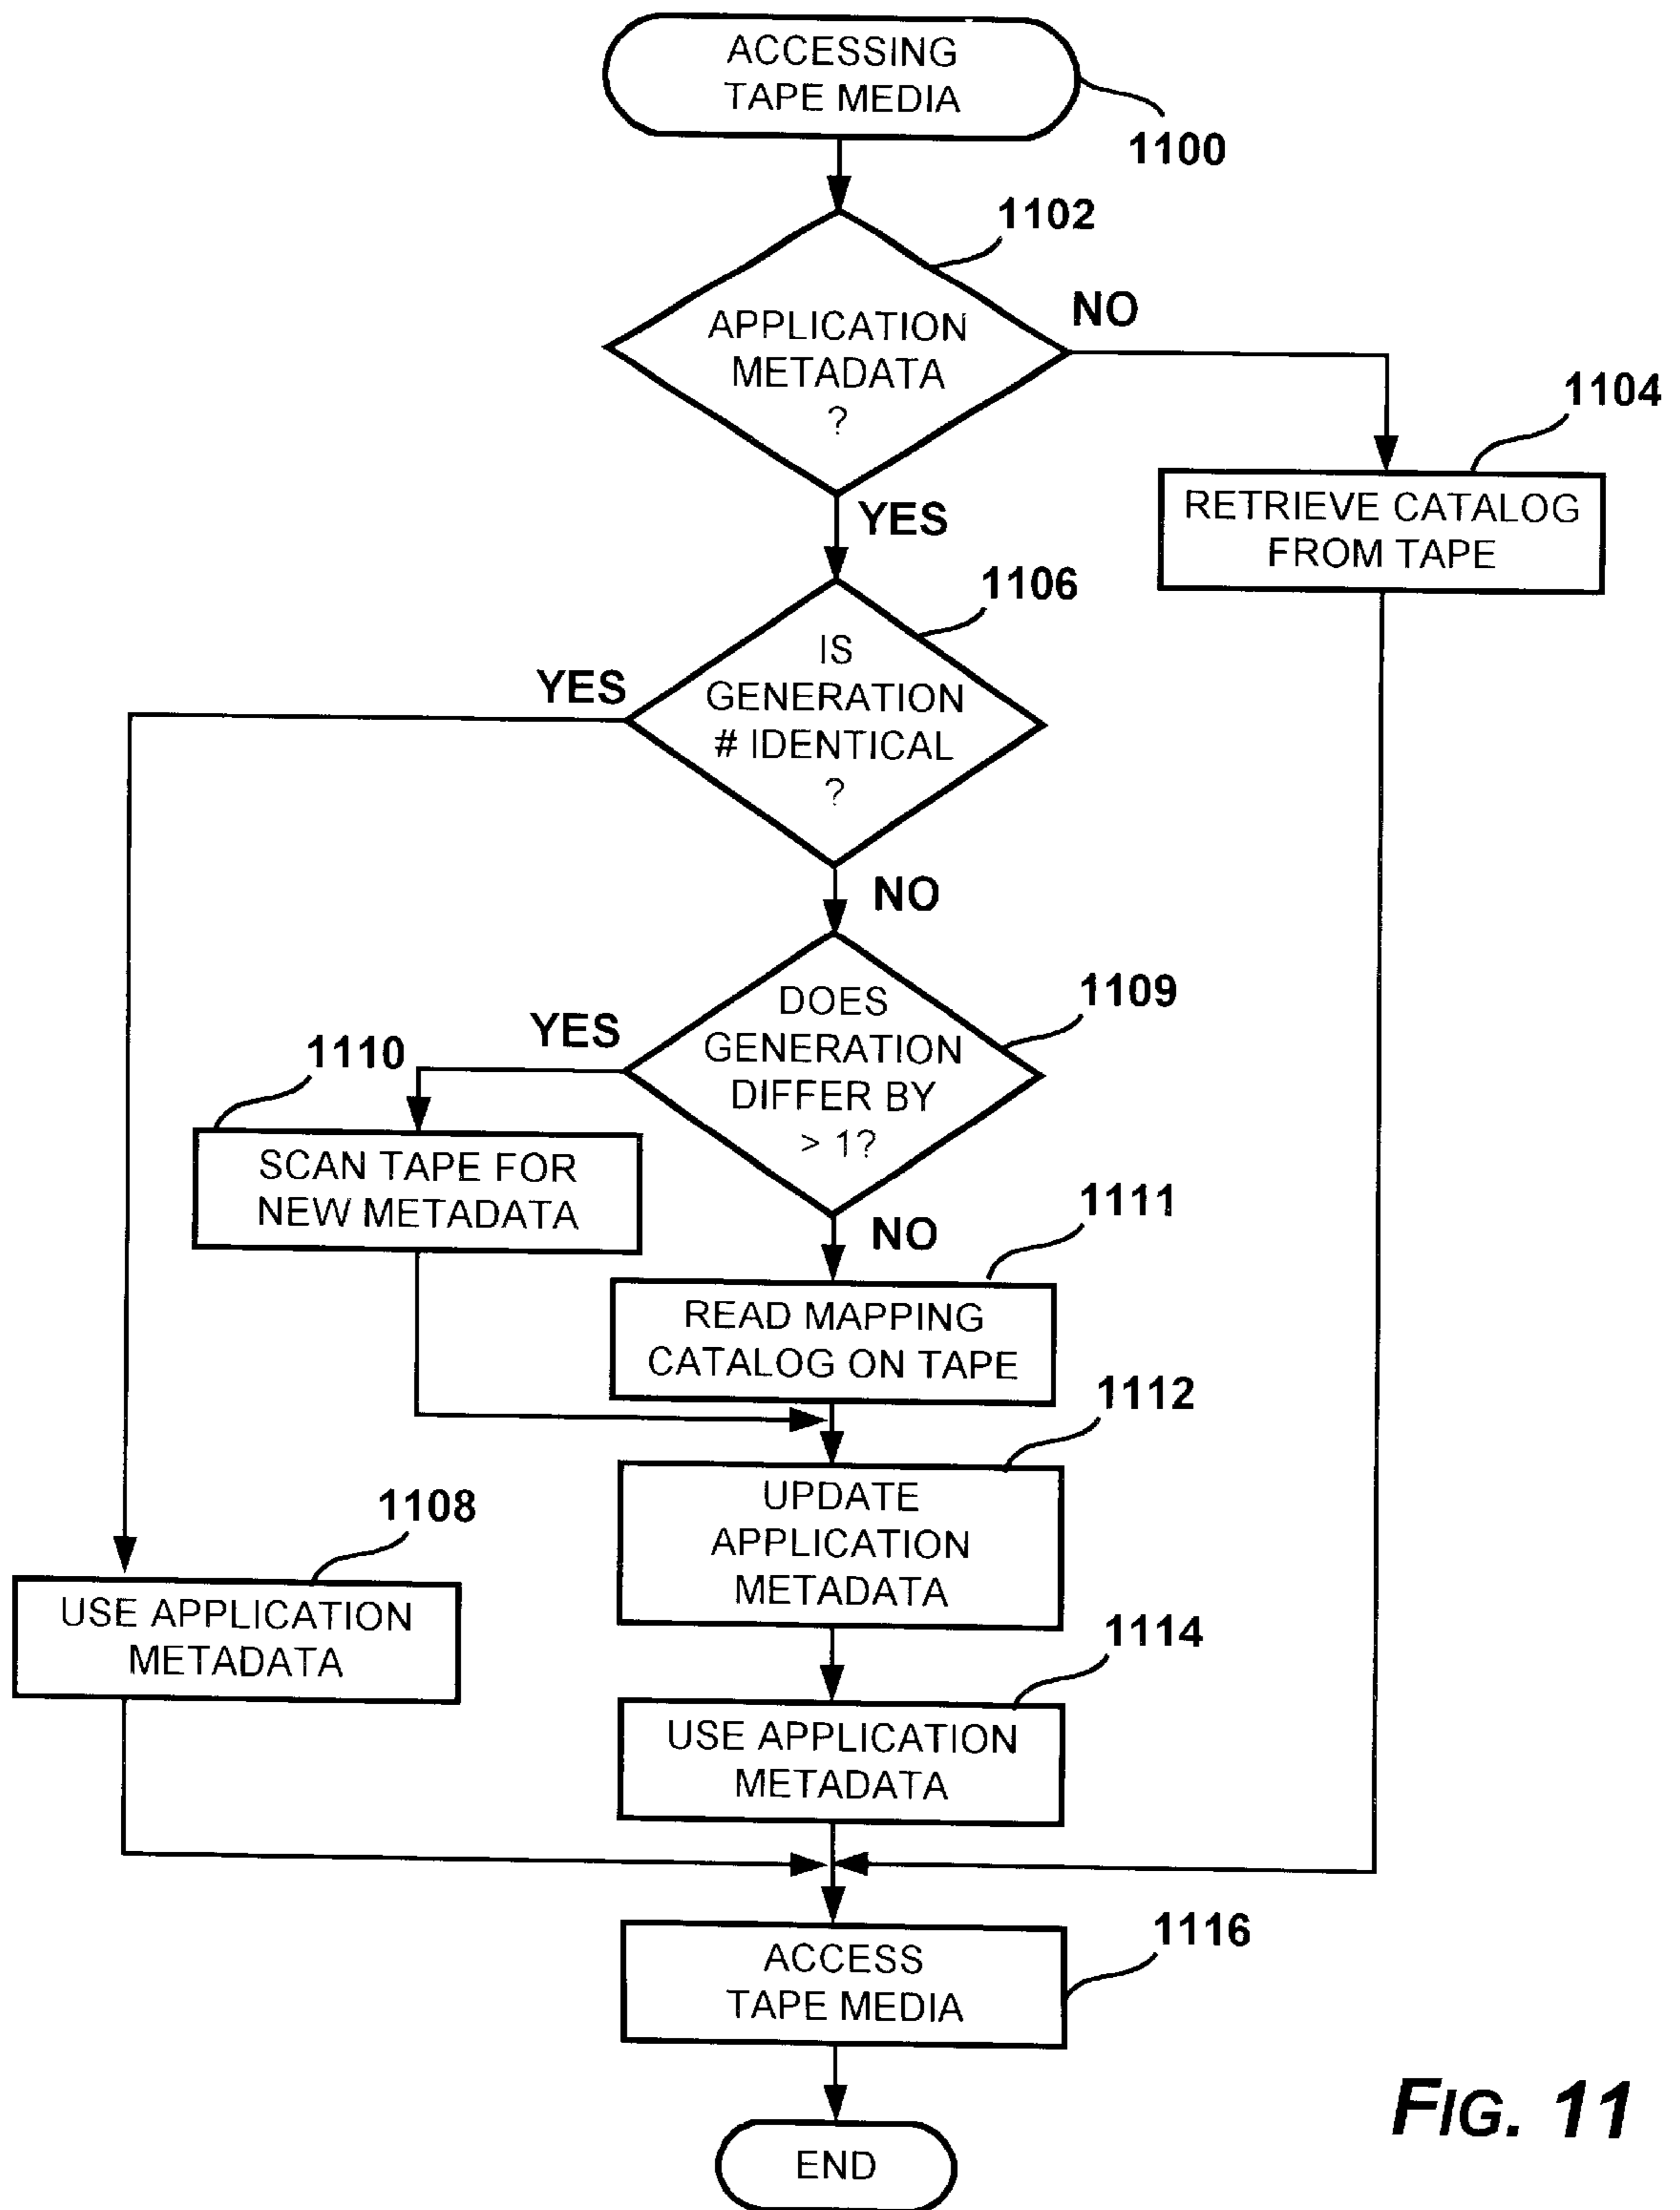 ACCESSING
TAPE MEDIA
1100
1102
APPLICATION
METADATA
?
NO
1104
RETRIEVE CATALOG
FROM TAPE
YES
1106
IS
GENERATION
# IDENTICAL
?
YES
NO
1109
DOES
GENERATION
DIFFER BY
> 1?
YES
1110
SCAN TAPE FOR
NEW METADATA
NO
1111
READ MAPPING
CATALOG ON TAPE
1112
UPDATE
APPLICATION
METADATA
1108
USE APPLICATION
METADATA
1114
USE APPLICATION
METADATA
1116
ACCESS
TAPE MEDIA
END
FIG. 11